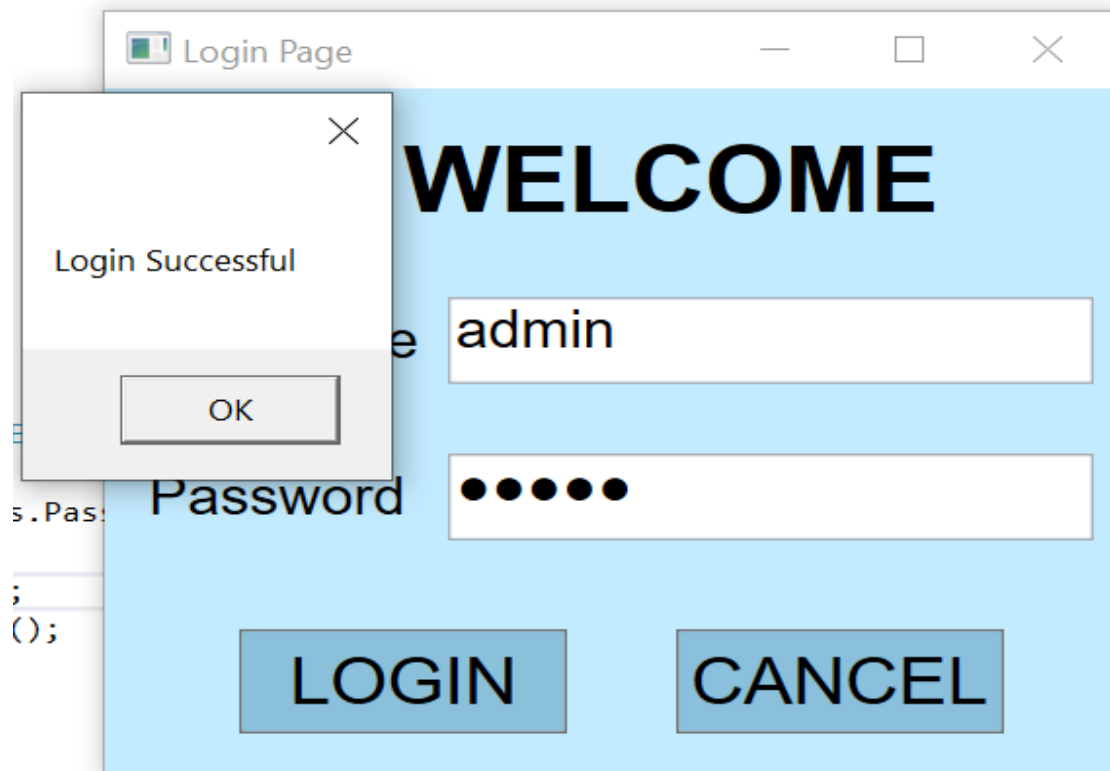 Login Page
WELCOME
Login Successful
e
admin
OK
Password
●●●●●
s.Pas
;
();
LOGIN
CANCEL